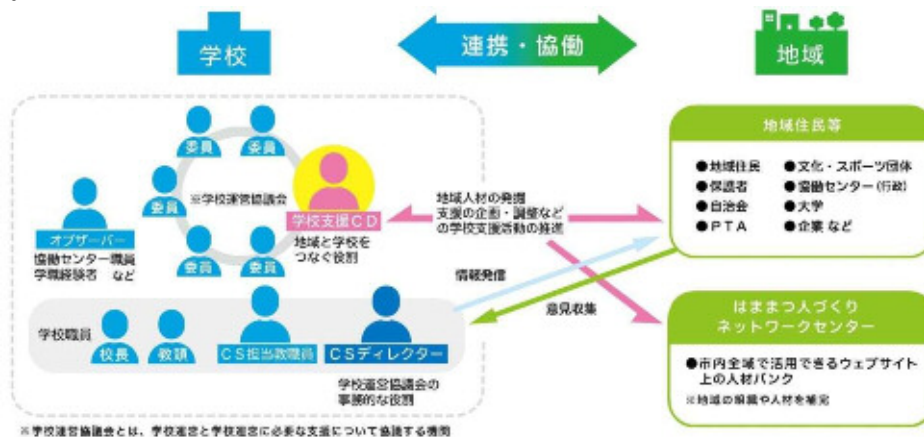 学校
連携・協働
地域
委員
委員
委員
※学校運営協議会
学校支援CD
地域と学校を
つなぐ役割
オブザーバー
協働センター職員
学識経験者 など
委員
委員
学校職員
校長
教頭
CS担当教職員
CSディレクター
学校運営協議会の
事務的な役割
地域人材の発掘
支援の企画・調整など
の学校支援活動の推進
情報発信
意見収集
地域住民等
●地域住民
●保護者
●自治会
●PTA
●文化・スポーツ団体
●協働センター(行政)
●大学
●企業 など
はままつ人づくり
ネットワークセンター
●市内全域で活用できるウェブサイト
上の人材バンク
※地域の組織や人材を補完
※学校運営協議会とは、学校運営と学校運営に必要な支援について協議する機関